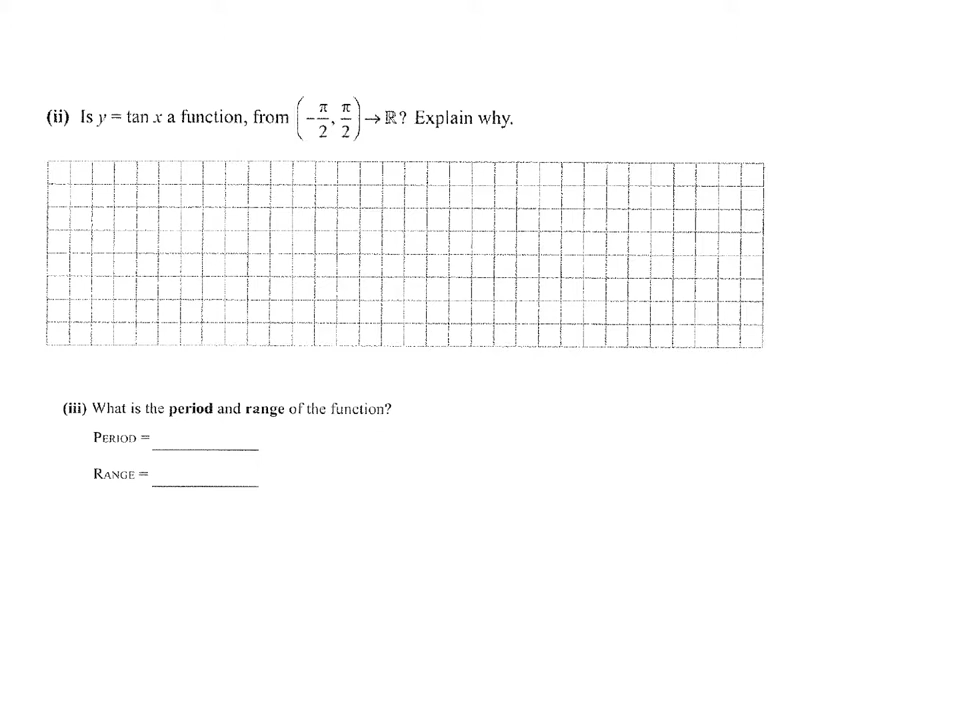 (ii) Is y = tan x a function, from (-π/2, π/2) → ℝ? Explain why.
(iii) What is the period and range of the function?
PERIOD = ____________
RANGE = ____________